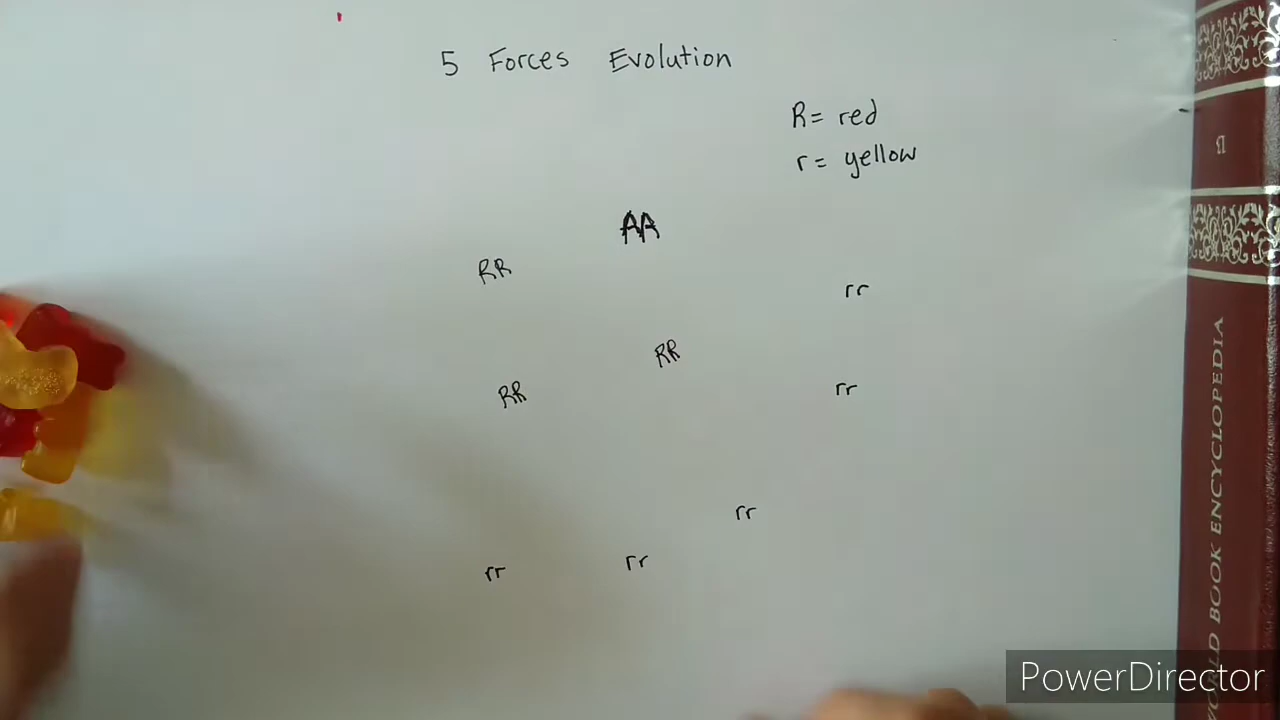 5 Forces Evolution
R= red
r= yellow
AA
RR
rr
RR
RR
rr
rr
rr
rr
WORLD BOOK ENCYCLOPEDIA
PowerDirector